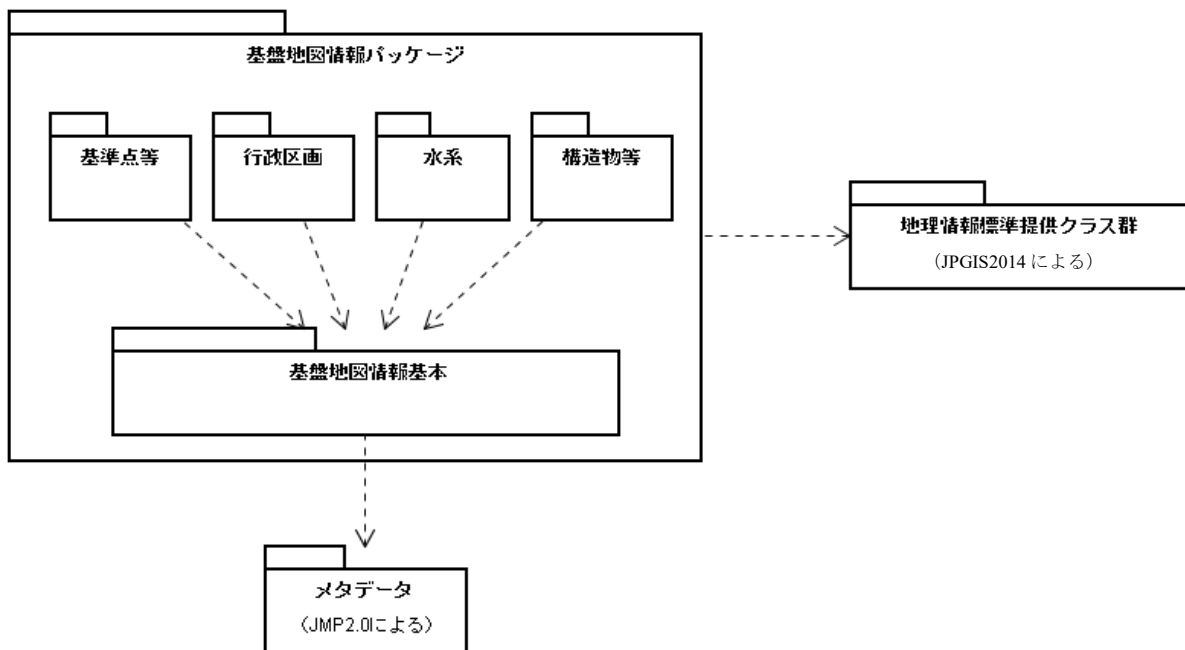 基盤地図情報パッケージ
基準点等
行政区画
水系
構造物等
地理情報標準提供クラス群
（JPGIS2014 による）
基盤地図情報基本
メタデータ
（JMP2.0による）